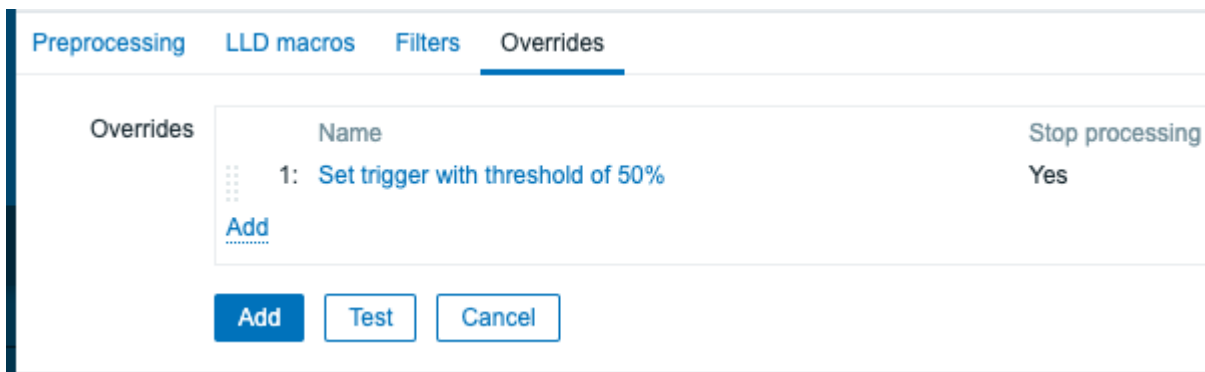 Preprocessing LLD macros Filters Overrides
Overrides Name Stop processing
1: Set trigger with threshold of 50% Yes
Add
Add Test Cancel